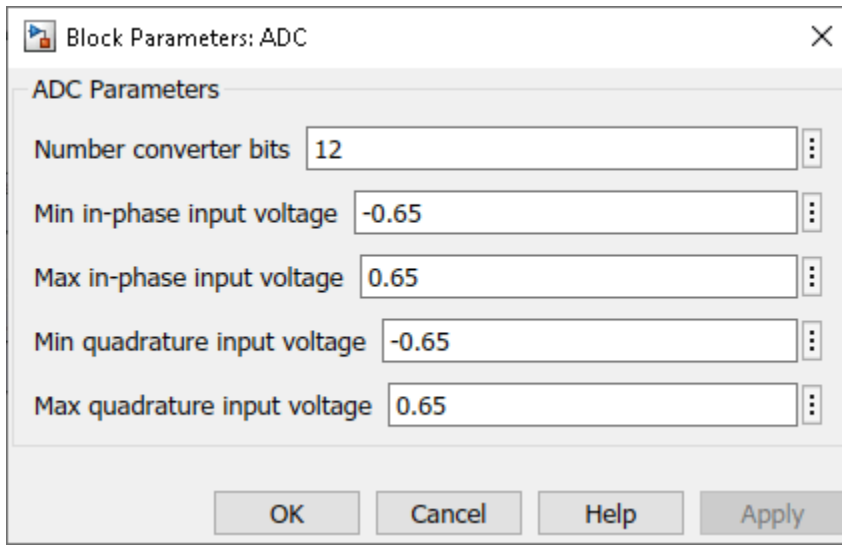 Block Parameters: ADC
ADC Parameters
Number converter bits 12
Min in-phase input voltage -0.65
Max in-phase input voltage 0.65
Min quadrature input voltage -0.65
Max quadrature input voltage 0.65
OK Cancel Help Apply